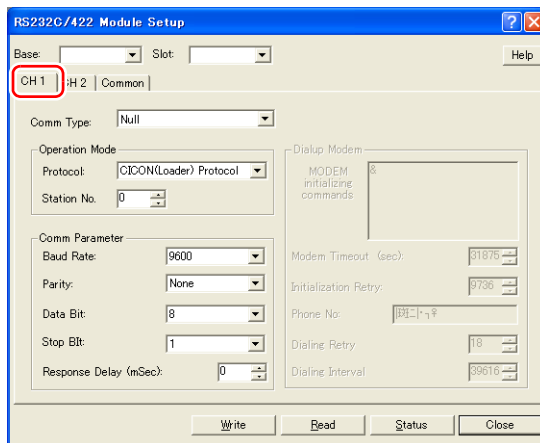 RS232C/422 Module Setup
Base: Slot: Help
CH 1 CH 2 Common
Comm Type: Null
Operation Mode
Protocol: CICON(Loader) Protocol
Station No. 0
Comm Parameter
Baud Rate: 9600
Parity: None
Data Bit: 8
Stop BIt: 1
Response Delay (mSec): 0
Dialup Modem
MODEM
initializing
commands
&
Modem Timeout (sec): 31875
Initialization Retry: 9736
Phone No:
Dialing Retry 18
Dialing Interval 39616
Write Read Status Close